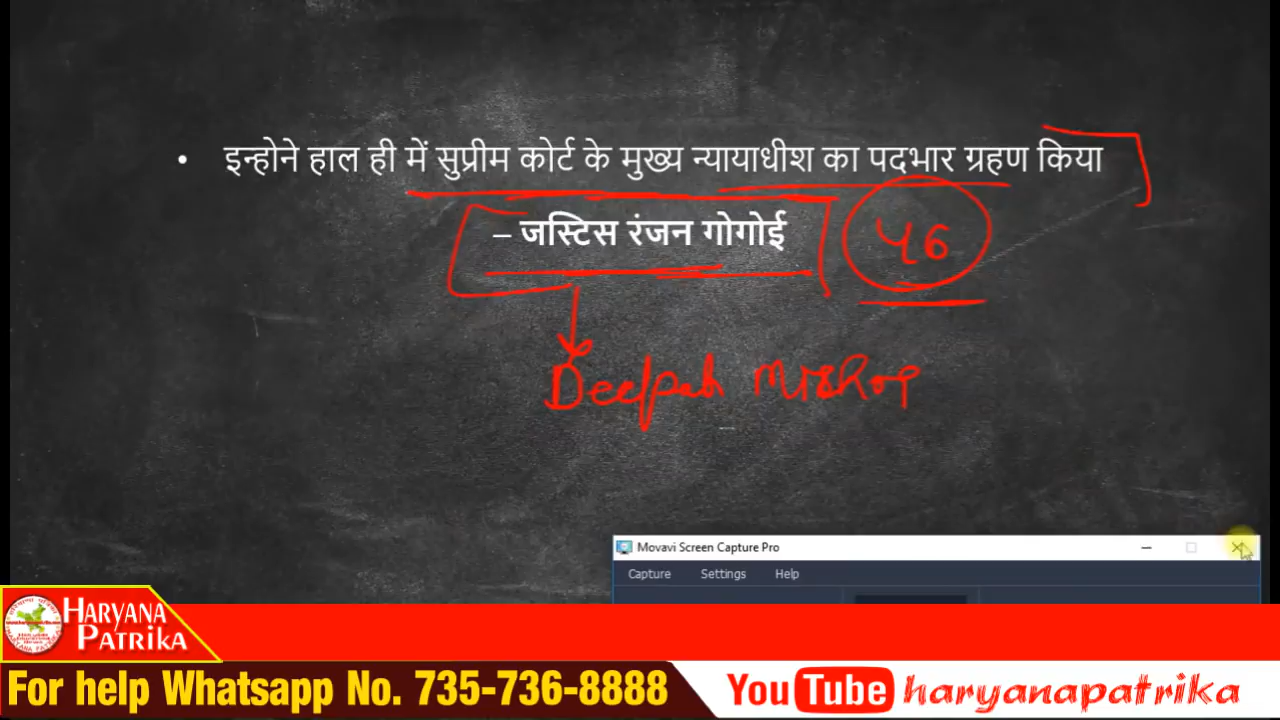 • इन्होने हाल ही में सुप्रीम कोर्ट के मुख्य न्यायाधीश का पदभार ग्रहण किया
– जस्टिस रंजन गोगोई
46
Deepak
Movavi Screen Capture Pro
Capture Settings Help
HARYANA
PATRIKA
For help Whatsapp No. 735-736-8888
YouTube haryanapatrika